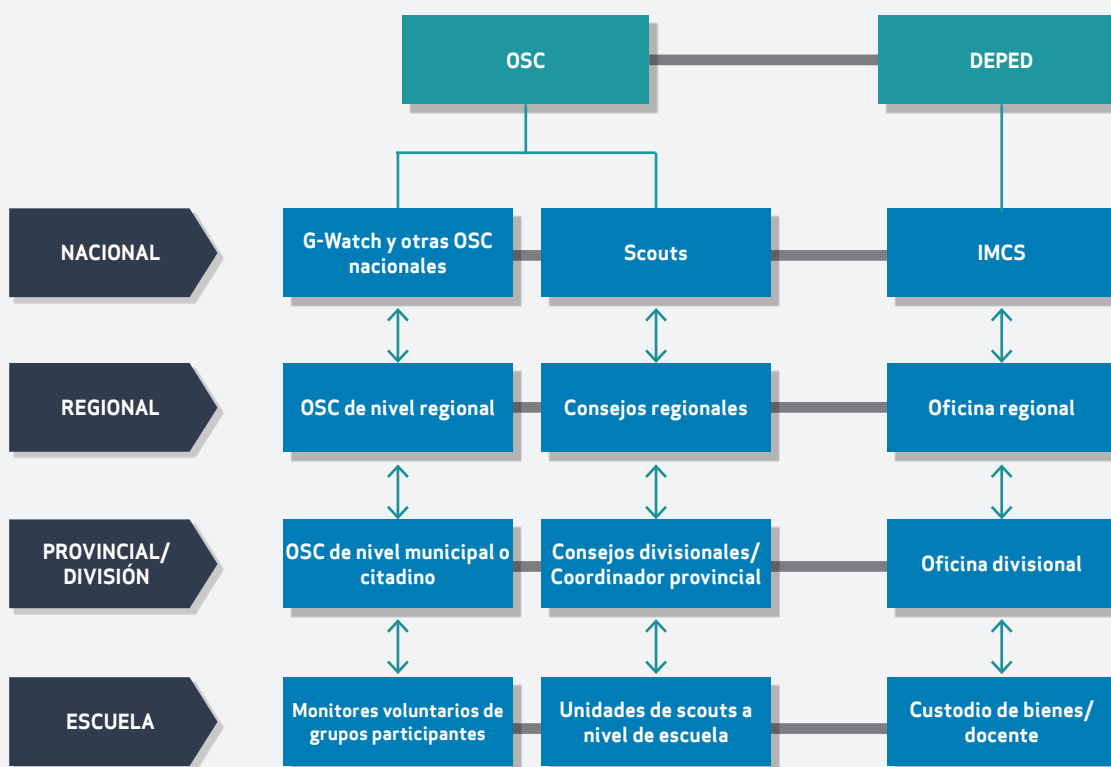 OSC
DEPED
NACIONAL
G-Watch y otras OSC
nacionales
Scouts
IMCS
REGIONAL
OSC de nivel regional
Consejos regionales
Oficina regional
PROVINCIAL/
DIVISIÓN
OSC de nivel municipal o
citadino
Consejos divisionales/
Coordinador provincial
Oficina divisional
ESCUELA
Monitores voluntarios de
grupos participantes
Unidades de scouts a
nivel de escuela
Custodio de bienes/
docente